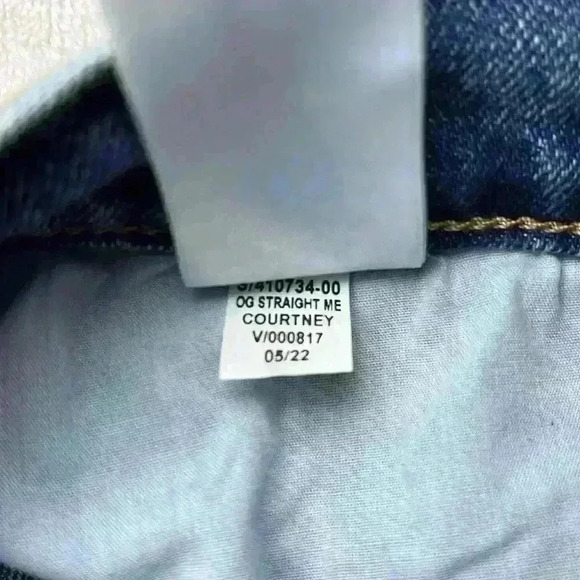 S/410734-00
OG STRAIGHT ME
COURTNEY
V/000817
05/22